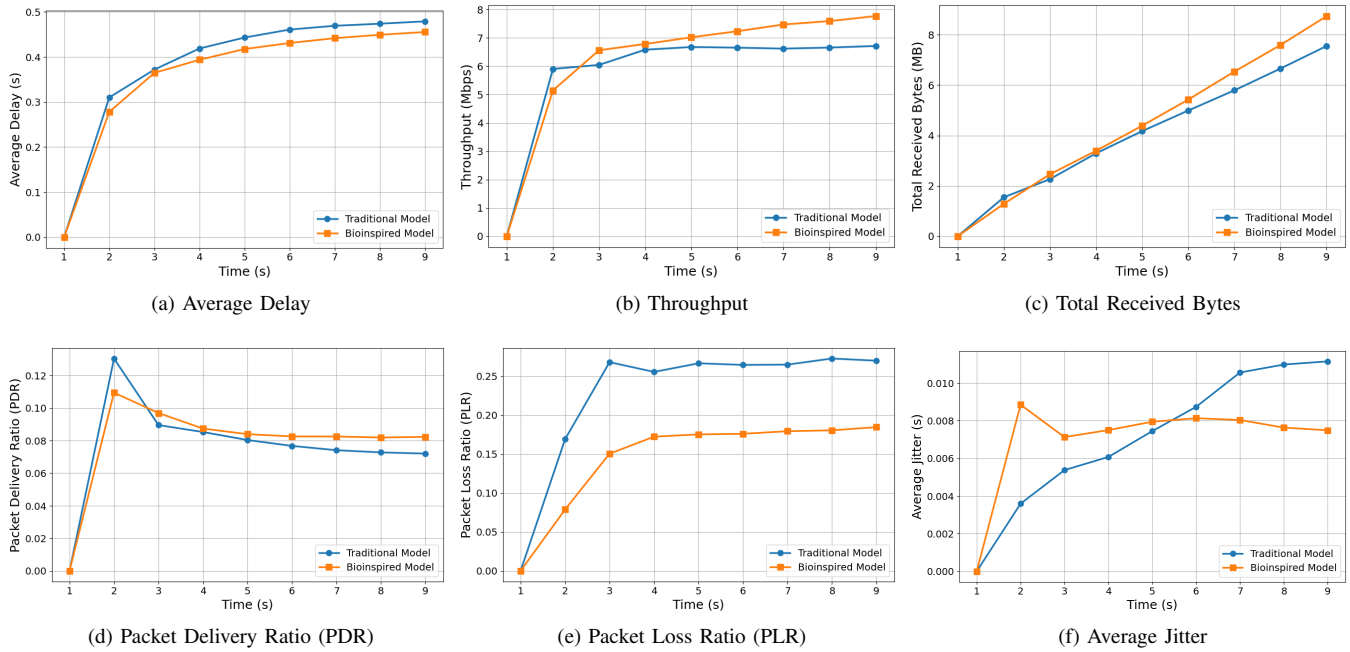 0.5
0.4
0.3
0.2
0.1
0.0
Average Delay (s)
1 2 3 4 5 6 7 8 9
Time (s)
Traditional Model
Bioinspired Model
(a) Average Delay
8
7
6
5
4
3
2
1
0
Throughput (Mbps)
1 2 3 4 5 6 7 8 9
Time (s)
Traditional Model
Bioinspired Model
(b) Throughput
8
6
4
2
0
Total Received Bytes (MB)
1 2 3 4 5 6 7 8 9
Time (s)
Traditional Model
Bioinspired Model
(c) Total Received Bytes
0.12
0.10
0.08
0.06
0.04
0.02
0.00
Packet Delivery Ratio (PDR)
1 2 3 4 5 6 7 8 9
Time (s)
Traditional Model
Bioinspired Model
(d) Packet Delivery Ratio (PDR)
0.25
0.20
0.15
0.10
0.05
0.00
Packet Loss Ratio (PLR)
1 2 3 4 5 6 7 8 9
Time (s)
Traditional Model
Bioinspired Model
(e) Packet Loss Ratio (PLR)
0.010
0.008
0.006
0.004
0.002
0.000
Average Jitter (s)
1 2 3 4 5 6 7 8 9
Time (s)
Traditional Model
Bioinspired Model
(f) Average Jitter